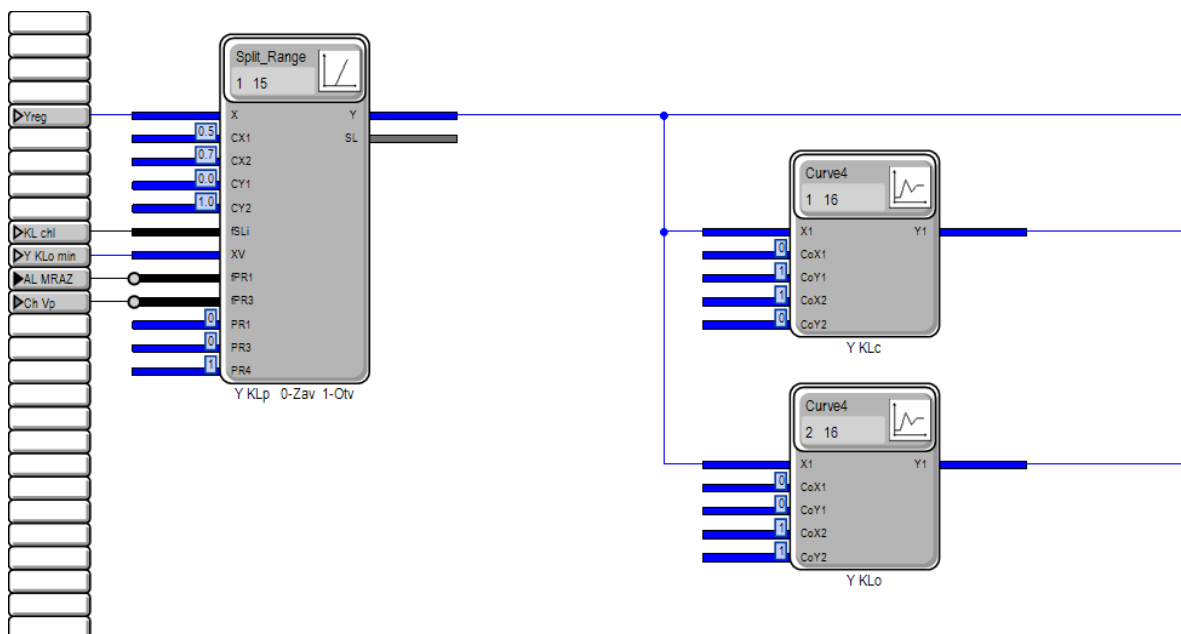 Split_Range
1 15
Yreg
X
Y
0.5
CX1
SL
0.7
CX2
0.0
CY1
1.0
CY2
KL chl
fSLi
Y KLo min
XV
AL MRAZ
fPR1
Ch Vp
fPR3
0
PR1
0
PR3
1
PR4
Y KLp 0-Zav 1-Otv
Curve4
1 16
X1
Y1
0
CoX1
1
CoY1
1
CoX2
0
CoY2
Y KLc
Curve4
2 16
X1
Y1
0
CoX1
0
CoY1
1
CoX2
1
CoY2
Y KLo